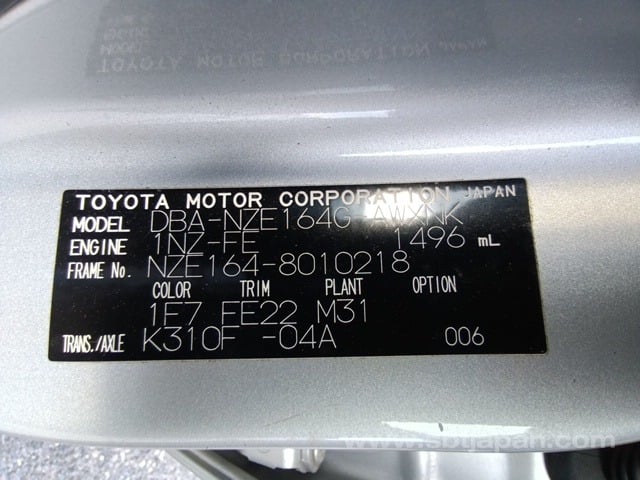 TOYOTA MOTOR CORPORATION JAPAN
MODEL DBA-NZE164G-AWXNK
ENGINE 1NZ-FE 1496 mL
FRAME No. NZE164-8010218
COLOR TRIM PLANT OPTION
1F7 FE22 M31
TRANS./AXLE K310F -04A 006
www.sbtjapan.com/